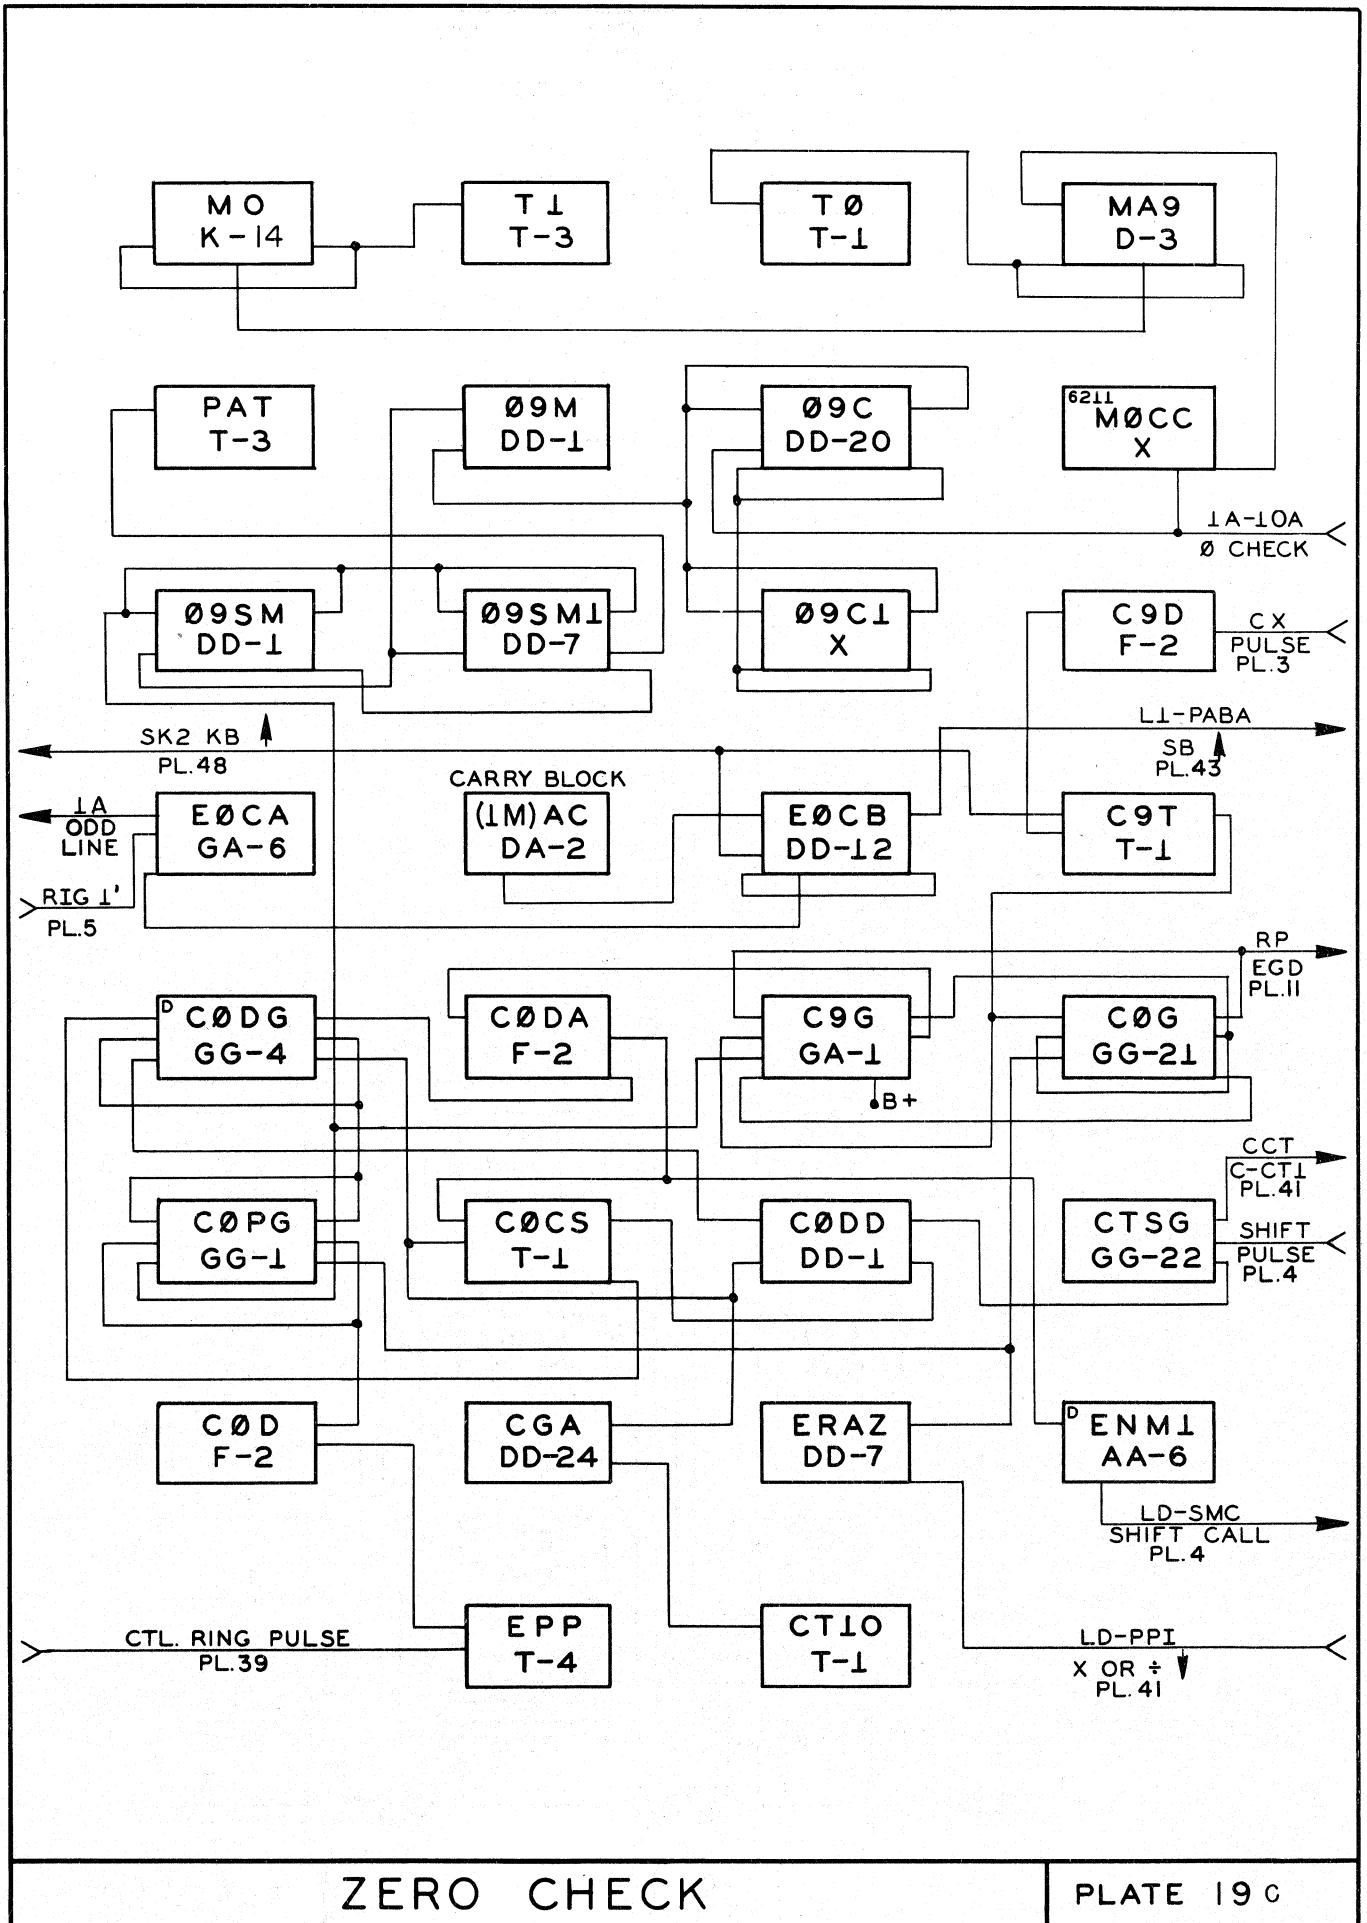 MO
K-14
T1
T-3
TØ
T-1
MA9
D-3
PAT
T-3
Ø9M
DD-1
Ø9C
DD-20
6211
MØCC
X
1A-10A
Ø CHECK
Ø9SM
DD-1
Ø9SM1
DD-7
Ø9C1
X
C9D
F-2
CX
PULSE
PL.3
SK2 KB
PL.48
L1-PABA
SB
PL.43
1A
ODD
LINE
EØCA
GA-6
CARRY BLOCK
(1M)AC
DA-2
EØCB
DD-12
C9T
T-1
RIG 1'
PL.5
RP
EGD
PL.11
D
CØDG
GG-4
CØDA
F-2
C9G
GA-1
B+
CØG
GG-21
CCT
C-CT1
PL.41
CØPG
GG-1
CØCS
T-1
CØDD
DD-1
CTSG
GG-22
SHIFT
PULSE
PL.4
CØD
F-2
CGA
DD-24
ERAZ
DD-7
D
ENM1
AA-6
LD-SMC
SHIFT CALL
PL.4
CTL. RING PULSE
PL.39
EPP
T-4
CT10
T-1
LD-PPI
X OR ÷
PL.41
ZERO CHECK
PLATE 19C